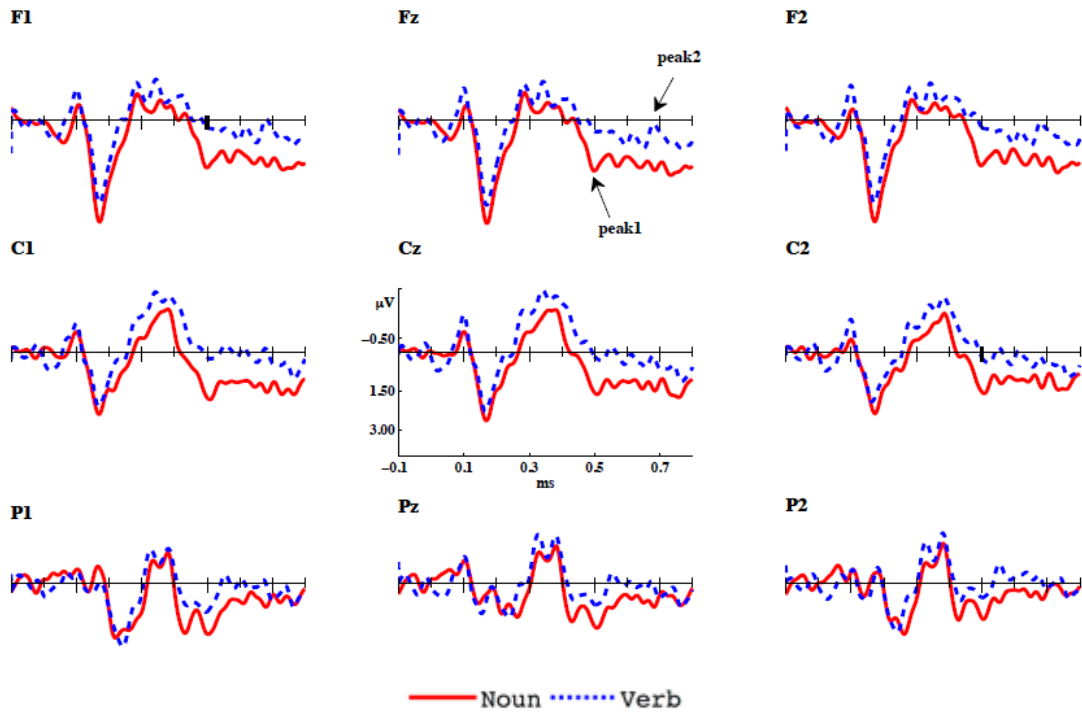 F1
Fz
F2
peak2
peak1
C1
Cz
C2
μV
−0.50
1.50
3.00
−0.1
0.1
0.3
0.5
0.7
ms
P1
Pz
P2
Noun
Verb